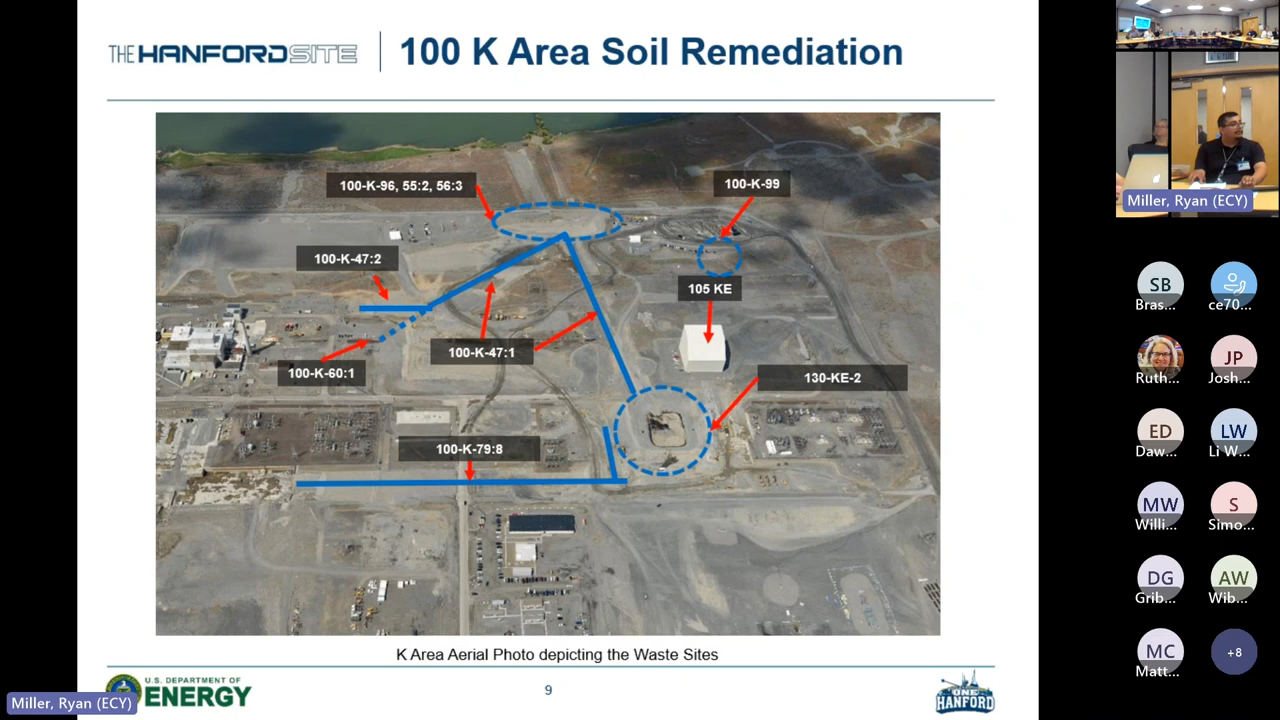 THE HANFORDSITE
100 K Area Soil Remediation
100-K-96, 55:2, 56:3
100-K-99
100-K-47:2
105 KE
100-K-47:1
100-K-60:1
130-KE-2
100-K-79:8
K Area Aerial Photo depicting the Waste Sites
U.S. DEPARTMENT OF
ENERGY
9
ONE
HANFORD
Miller, Ryan (ECY)
Miller, Ryan (ECY)
SB
Bras...
ce70...
Ruth...
JP
Josh...
ED
Daw...
LW
Li W...
MW
Willi...
S
Simo...
DG
Grib...
AW
Wib...
MC
Matt...
+8